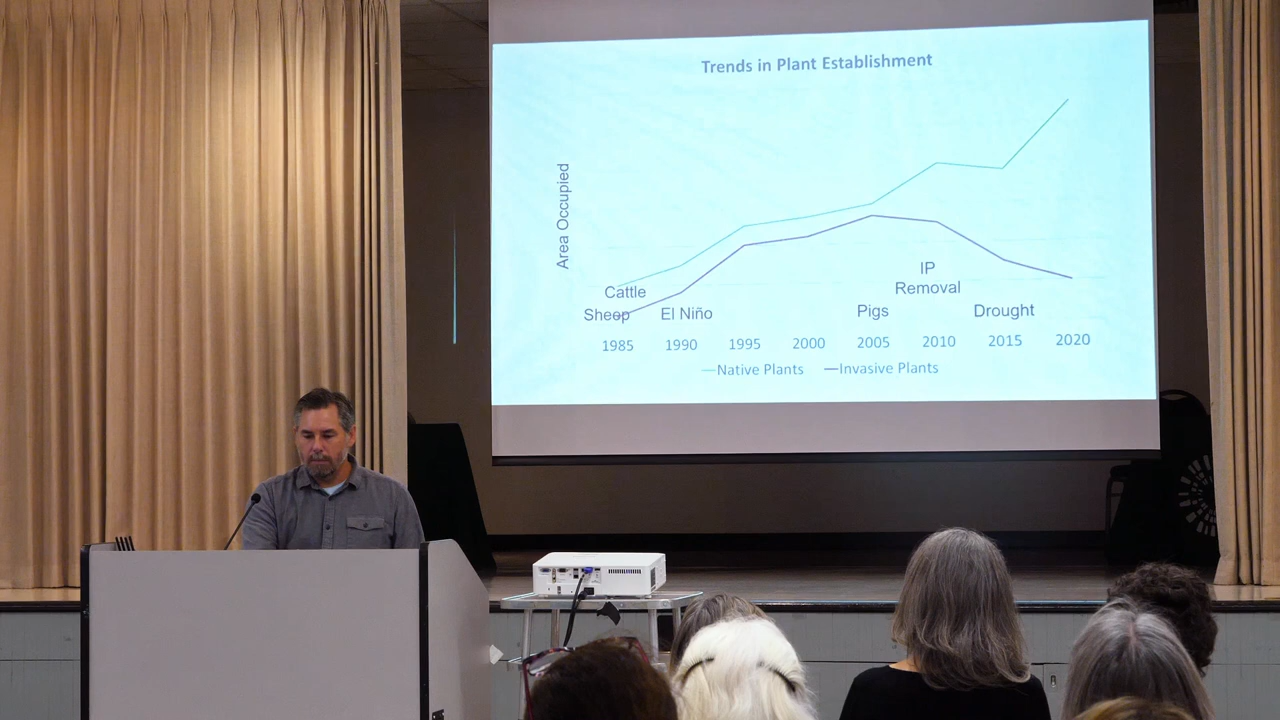 Trends in Plant Establishment
Area Occupied
Cattle
Sheep
El Niño
Pigs
IP
Removal
Drought
1985 1990 1995 2000 2005 2010 2015 2020
Native Plants Invasive Plants